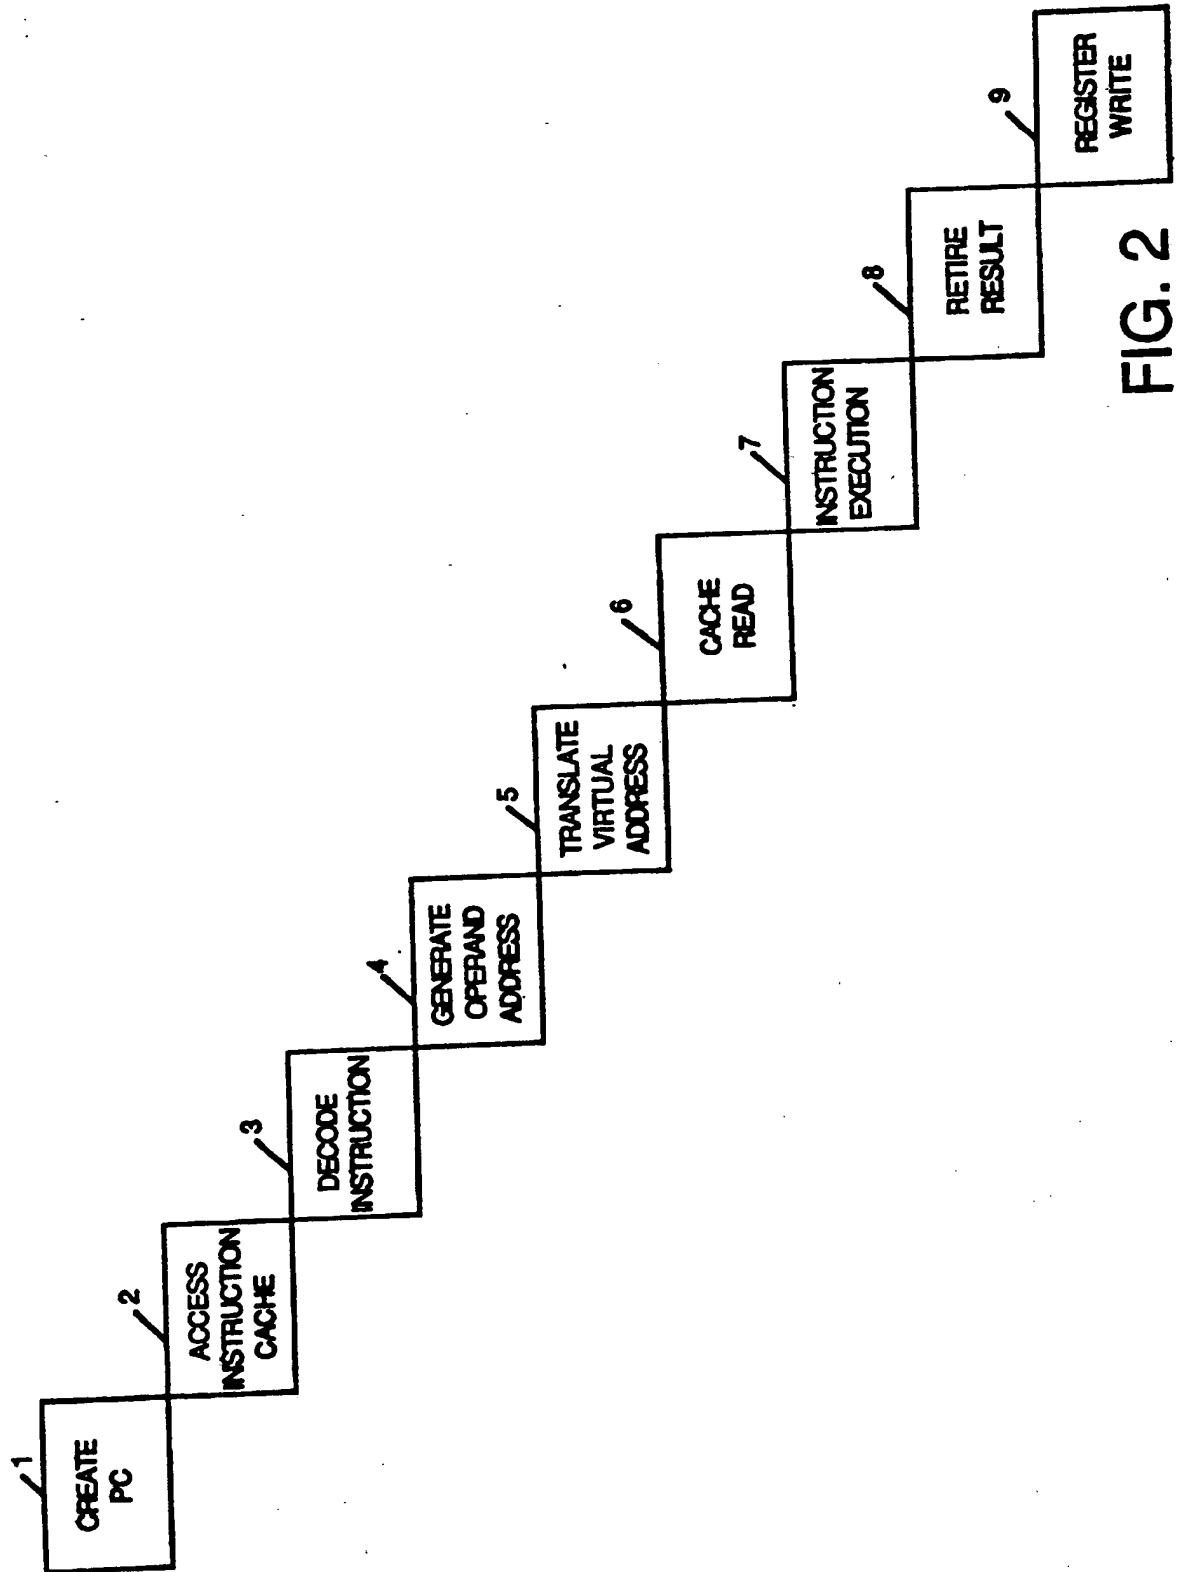 1
CREATE
PC
2
ACCESS
INSTRUCTION
CACHE
3
DECODE
INSTRUCTION
4
GENERATE
OPERAND
ADDRESS
5
TRANSLATE
VIRTUAL
ADDRESS
6
CACHE
READ
7
INSTRUCTION
EXECUTION
8
RETIRE
RESULT
9
REGISTER
WRITE
FIG. 2